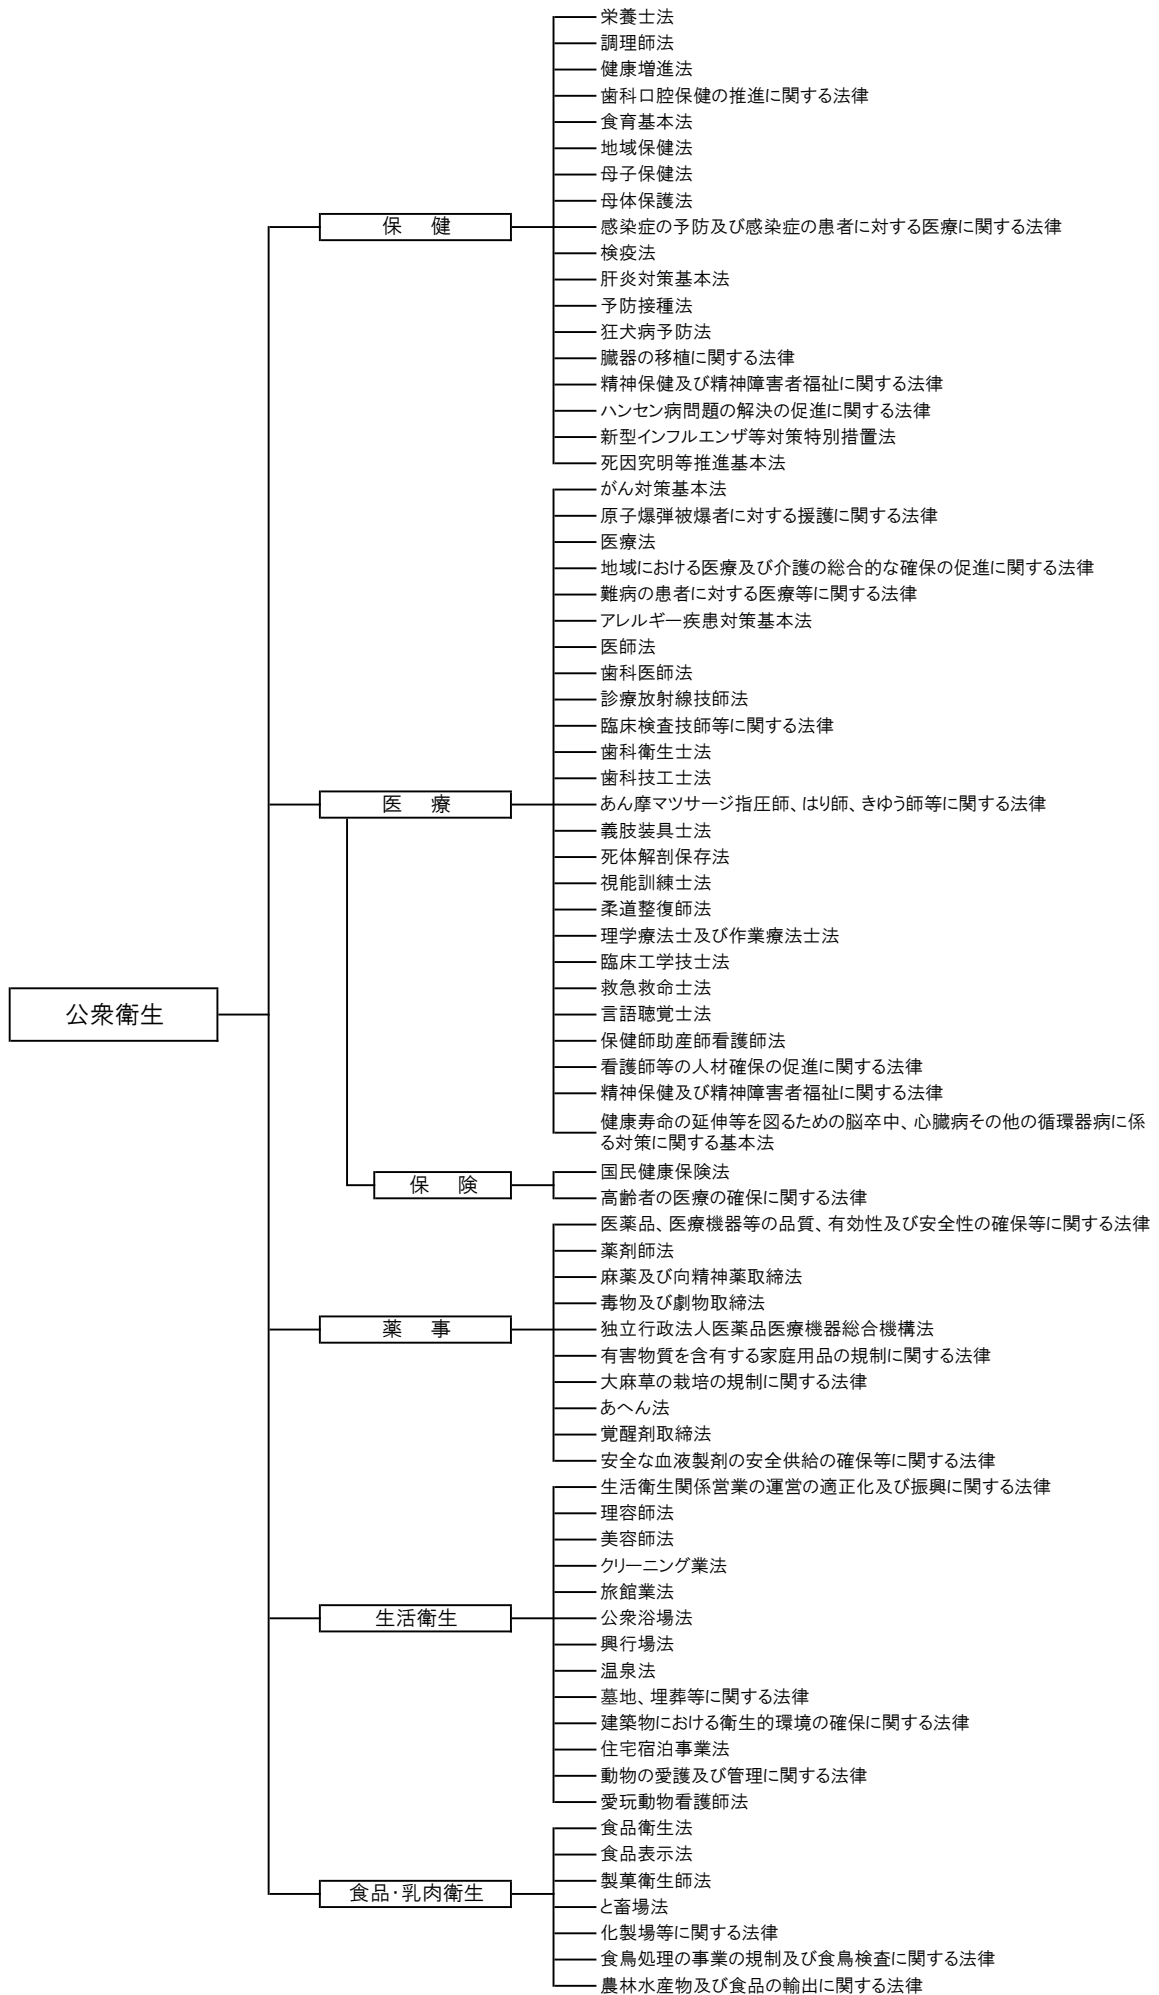 公衆衛生
保　健
栄養士法
調理師法
健康増進法
歯科口腔保健の推進に関する法律
食育基本法
地域保健法
母子保健法
母体保護法
感染症の予防及び感染症の患者に対する医療に関する法律
検疫法
肝炎対策基本法
予防接種法
狂犬病予防法
臓器の移植に関する法律
精神保健及び精神障害者福祉に関する法律
ハンセン病問題の解決の促進に関する法律
新型インフルエンザ等対策特別措置法
死因究明等推進基本法
医　療
がん対策基本法
原子爆弾被爆者に対する援護に関する法律
医療法
地域における医療及び介護の総合的な確保の促進に関する法律
難病の患者に対する医療等に関する法律
アレルギー疾患対策基本法
医師法
歯科医師法
診療放射線技師法
臨床検査技師等に関する法律
歯科衛生士法
歯科技工士法
あん摩マツサージ指圧師、はり師、きゆう師等に関する法律
義肢装具士法
死体解剖保存法
視能訓練士法
柔道整復師法
理学療法士及び作業療法士法
臨床工学技士法
救急救命士法
言語聴覚士法
保健師助産師看護師法
看護師等の人材確保の促進に関する法律
精神保健及び精神障害者福祉に関する法律
健康寿命の延伸等を図るための脳卒中、心臓病その他の循環器病に係
る対策に関する基本法
保　険
国民健康保険法
高齢者の医療の確保に関する法律
薬　事
医薬品、医療機器等の品質、有効性及び安全性の確保等に関する法律
薬剤師法
麻薬及び向精神薬取締法
毒物及び劇物取締法
独立行政法人医薬品医療機器総合機構法
有害物質を含有する家庭用品の規制に関する法律
大麻草の栽培の規制に関する法律
あへん法
覚醒剤取締法
安全な血液製剤の安全供給の確保等に関する法律
生活衛生
生活衛生関係営業の運営の適正化及び振興に関する法律
理容師法
美容師法
クリーニング業法
旅館業法
公衆浴場法
興行場法
温泉法
墓地、埋葬等に関する法律
建築物における衛生的環境の確保に関する法律
住宅宿泊事業法
動物の愛護及び管理に関する法律
愛玩動物看護師法
食品・乳肉衛生
食品衛生法
食品表示法
製菓衛生師法
と畜場法
化製場等に関する法律
食鳥処理の事業の規制及び食鳥検査に関する法律
農林水産物及び食品の輸出に関する法律